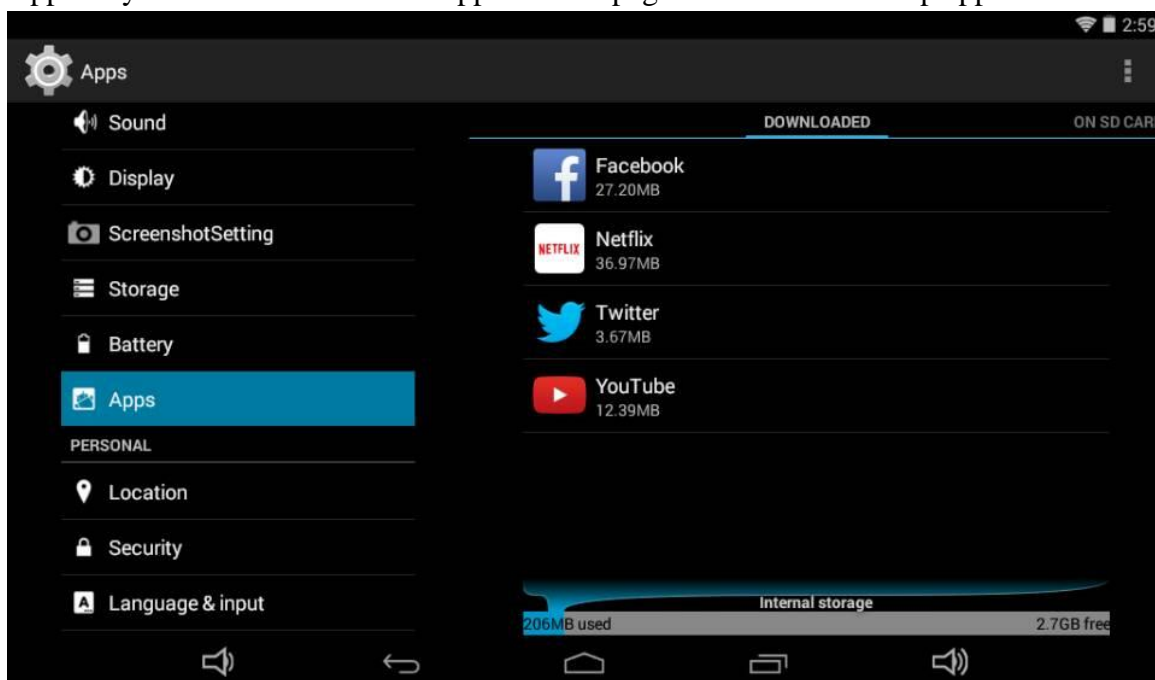 2:59
Apps
Sound
Display
ScreenshotSetting
Storage
Battery
Apps
PERSONAL
Location
Security
Language & input
DOWNLOADED
ON SD CAR
Facebook
27.20MB
NETFLIX
Netflix
36.97MB
Twitter
3.67MB
YouTube
12.39MB
Internal storage
206MB used
2.7GB free